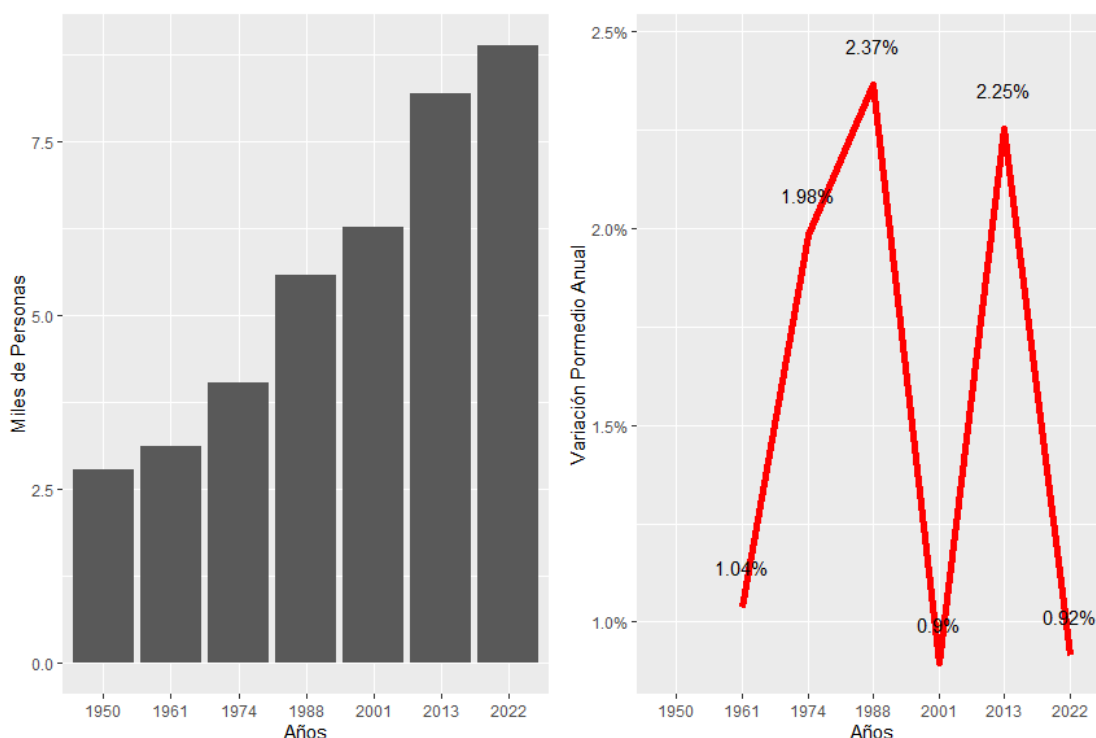 Miles de Personas
7.5
5.0
2.5
0.0
1950 1961 1974 1988 2001 2013 2022
Años
Variación Pormedio Anual
2.5%
2.0%
1.5%
1.0%
1.04%
1.98%
2.37%
0.9%
2.25%
0.92%
1950 1961 1974 1988 2001 2013 2022
Años